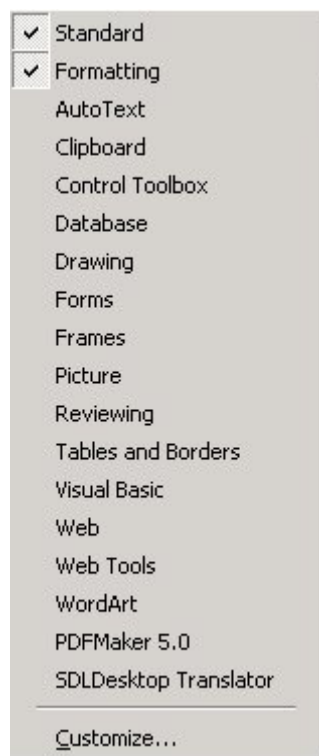 Standard
Formatting
AutoText
Clipboard
Control Toolbox
Database
Drawing
Forms
Frames
Picture
Reviewing
Tables and Borders
Visual Basic
Web
Web Tools
WordArt
PDFMaker 5.0
SDLDesktop Translator
Customize...